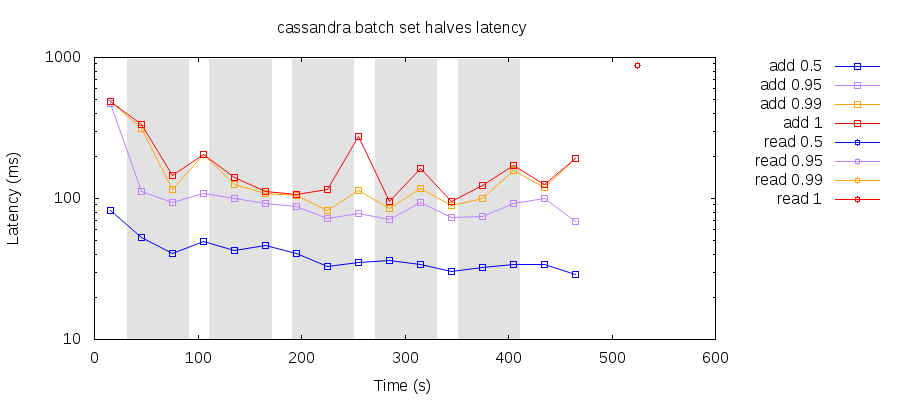 cassandra batch set halves latency
1000
100
10
Latency (ms)
0 100 200 300 400 500 600
Time (s)
add 0.5
add 0.95
add 0.99
add 1
read 0.5
read 0.95
read 0.99
read 1